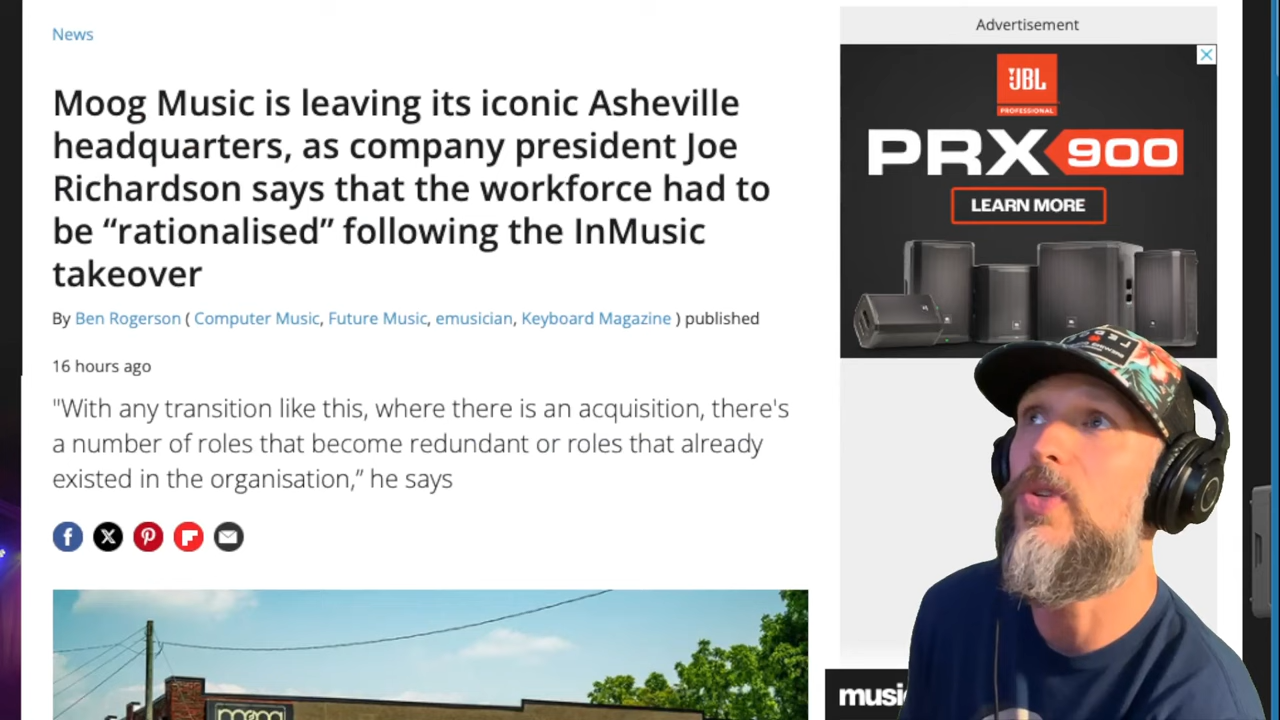 News
Advertisement
Moog Music is leaving its iconic Asheville
headquarters, as company president Joe
Richardson says that the workforce had to
be “rationalised” following the InMusic
takeover
By Ben Rogerson ( Computer Music, Future Music, emusician, Keyboard Magazine ) published
16 hours ago
"With any transition like this, where there is an acquisition, there's
a number of roles that become redundant or roles that already
existed in the organisation,” he says
JBL
PROFESSIONAL
PRX 900
LEARN MORE
moog
music